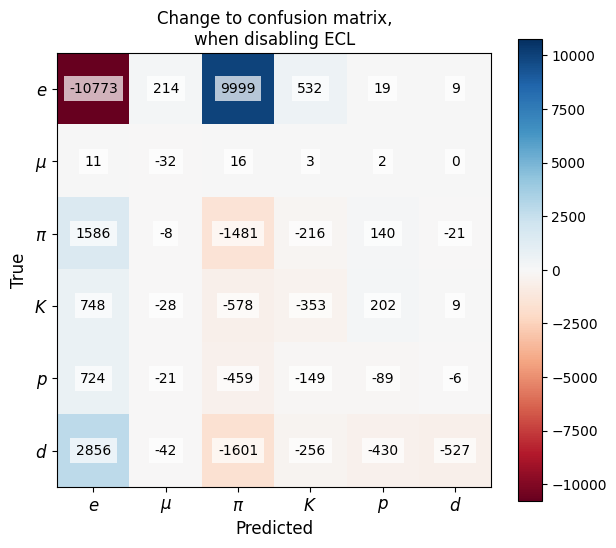 Change to confusion matrix,
when disabling ECL
e -10773 214 9999 532 19 9
μ 11 -32 16 3 2 0
π 1586 -8 -1481 -216 140 -21
K 748 -28 -578 -353 202 9
p 724 -21 -459 -149 -89 -6
d 2856 -42 -1601 -256 -430 -527
e μ π K p d
Predicted
True
10000
7500
5000
2500
0
−2500
−5000
−7500
−10000